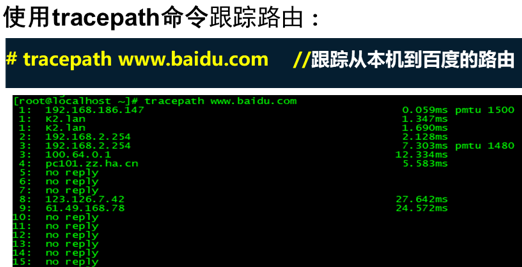 使用tracepath命令跟踪路由：
# tracepath www.baidu.com //跟踪从本机到百度的路由
[root@localhost ~]# tracepath www.baidu.com
1: 192.168.186.147 0.059ms pmtu 1500
1: K2.lan 1.347ms
1: K2.lan 1.690ms
2: 192.168.2.254 2.128ms
3: 192.168.2.254 7.303ms pmtu 1480
3: 100.64.0.1 12.334ms
4: pc101.zz.ha.cn 5.583ms
5: no reply
6: no reply
7: no reply
8: 123.126.7.42 27.642ms
9: 61.49.168.78 24.572ms
10: no reply
11: no reply
12: no reply
13: no reply
14: no reply
15: no reply